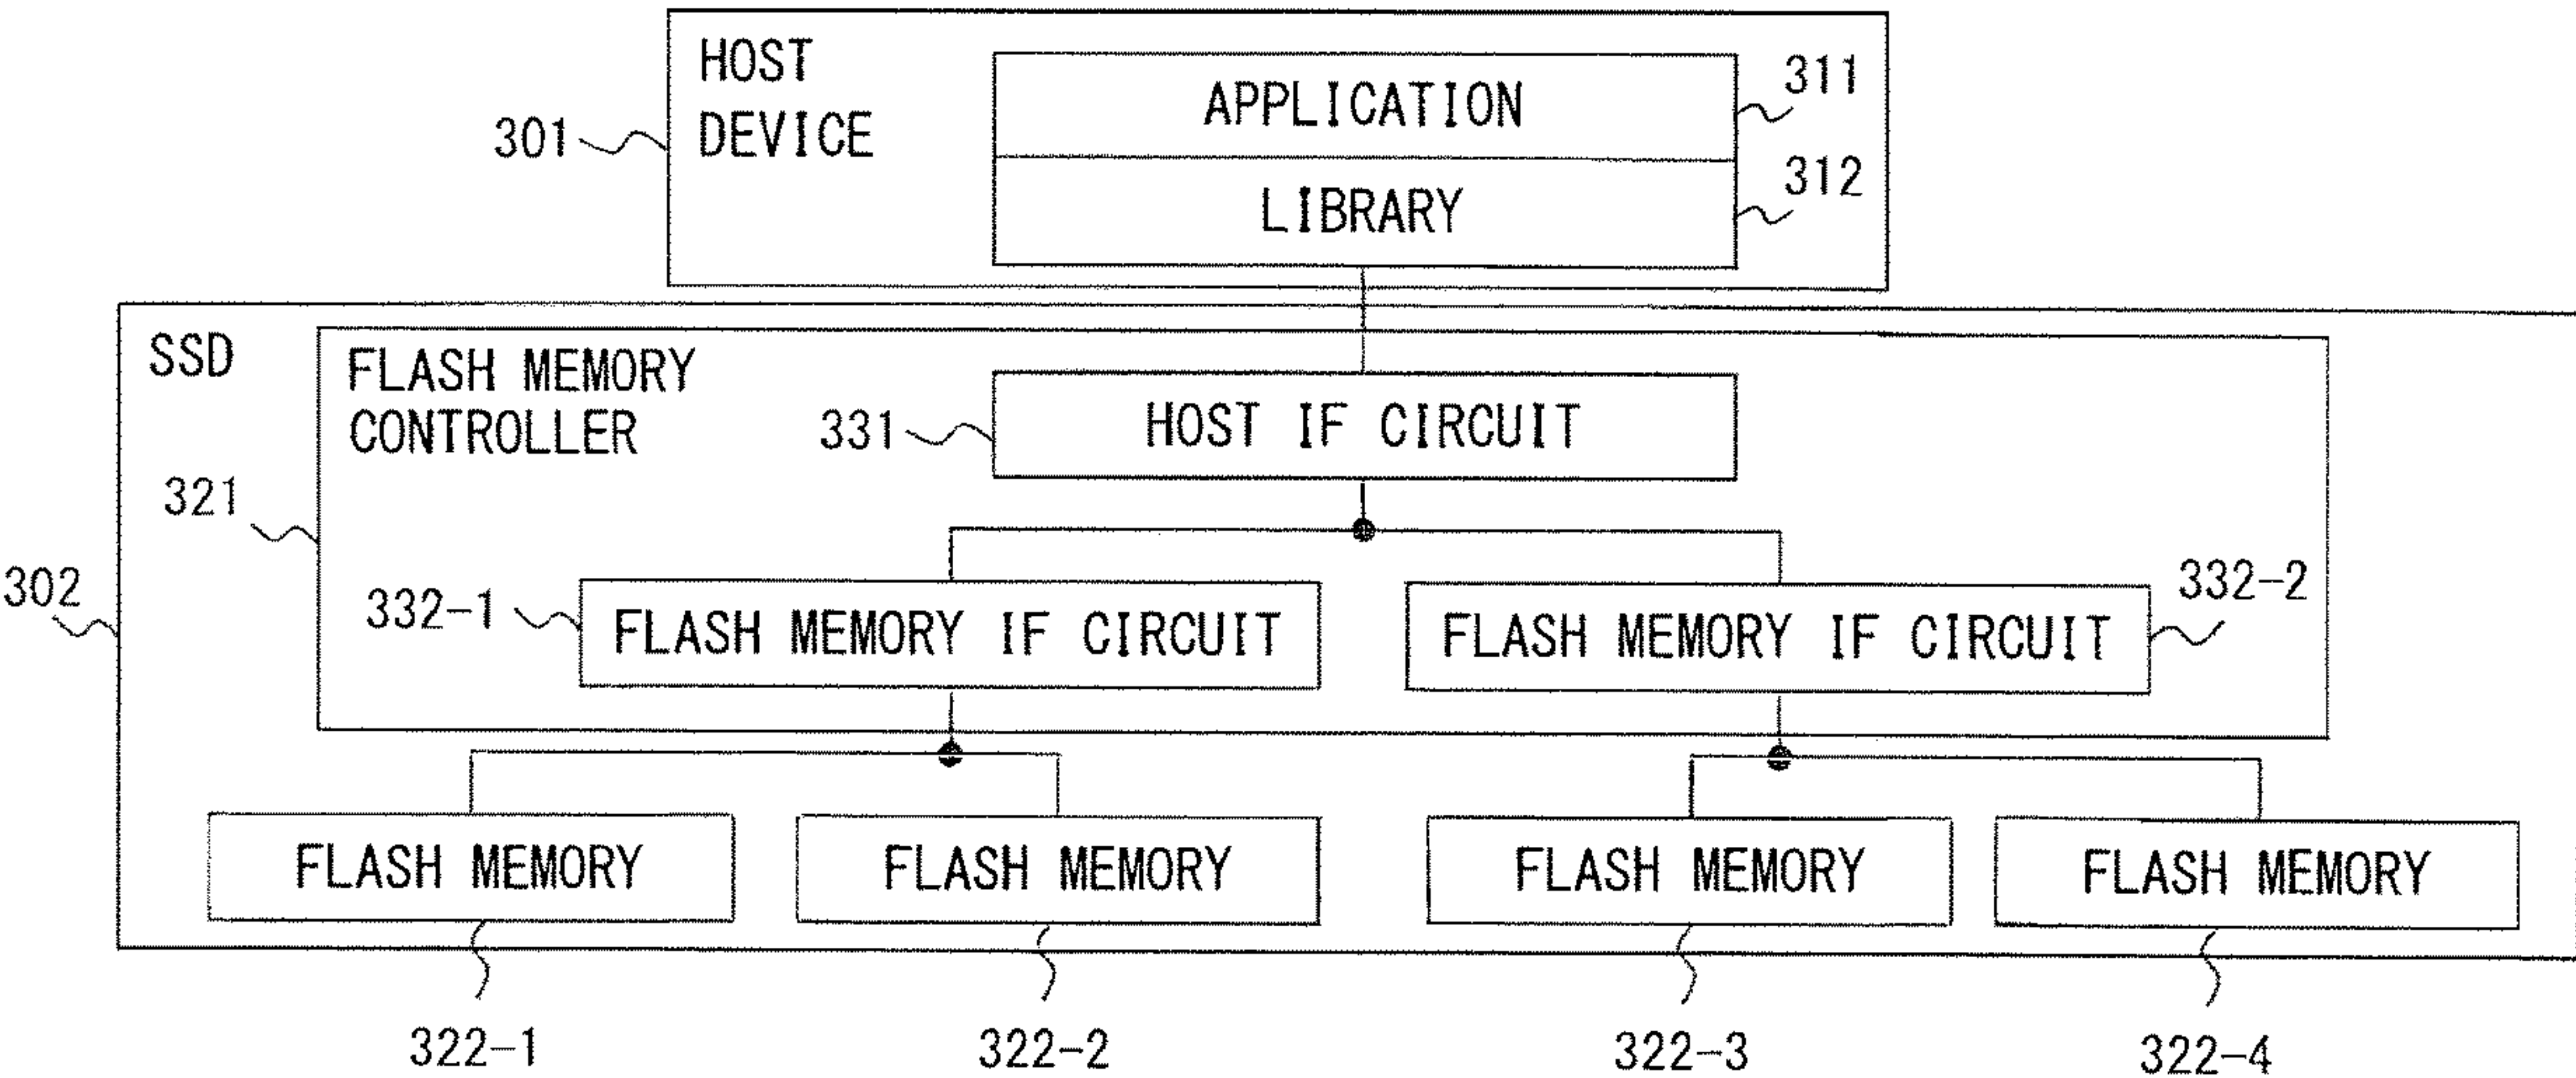 HOST
DEVICE
APPLICATION
311
301
LIBRARY
312
SSD
FLASH MEMORY
CONTROLLER
331
HOST IF CIRCUIT
321
302
332-1
FLASH MEMORY IF CIRCUIT
FLASH MEMORY IF CIRCUIT
332-2
FLASH MEMORY
FLASH MEMORY
FLASH MEMORY
FLASH MEMORY
322-1
322-2
322-3
322-4